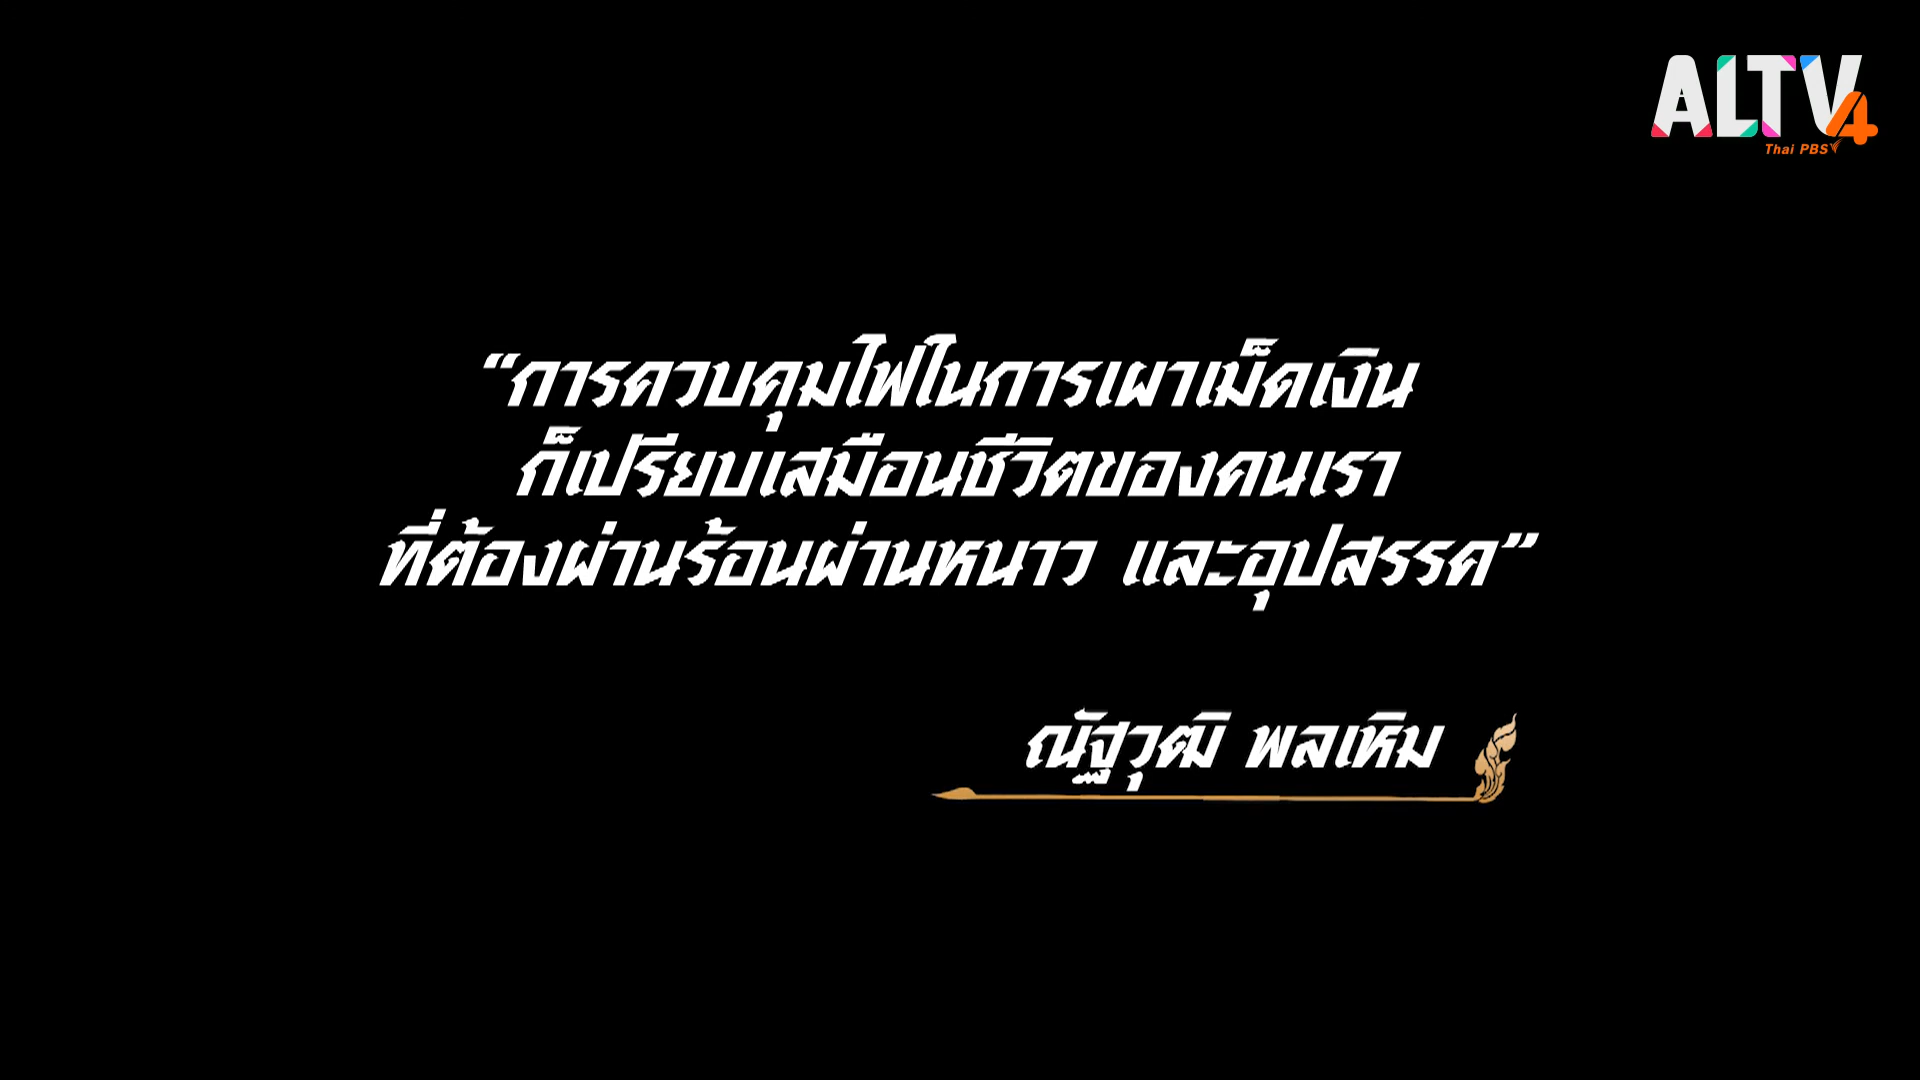 ALTV4
Thai PBS
“การควบคุมไฟในการเผาเม็ดเงิน
ก็เปรียบเสมือนชีวิตของคนเรา
ที่ต้องผ่านร้อนผ่านหนาว และอุปสรรค”
ณัฐวุฒิ พลเหิม